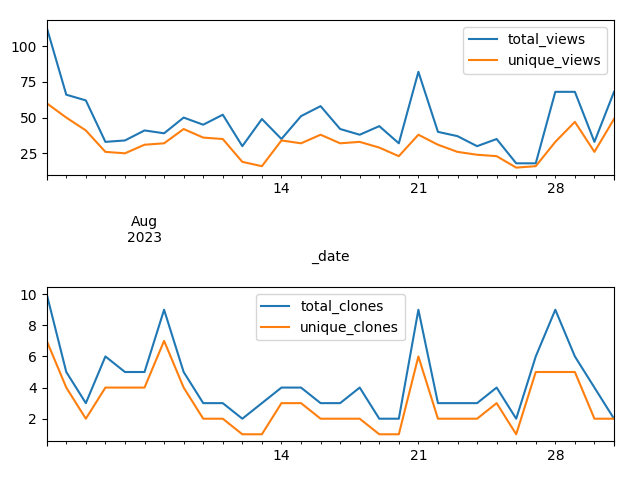 total_views
unique_views
100
75
50
25
14
21
28
Aug
2023
_date
total_clones
unique_clones
10
8
6
4
2
14
21
28